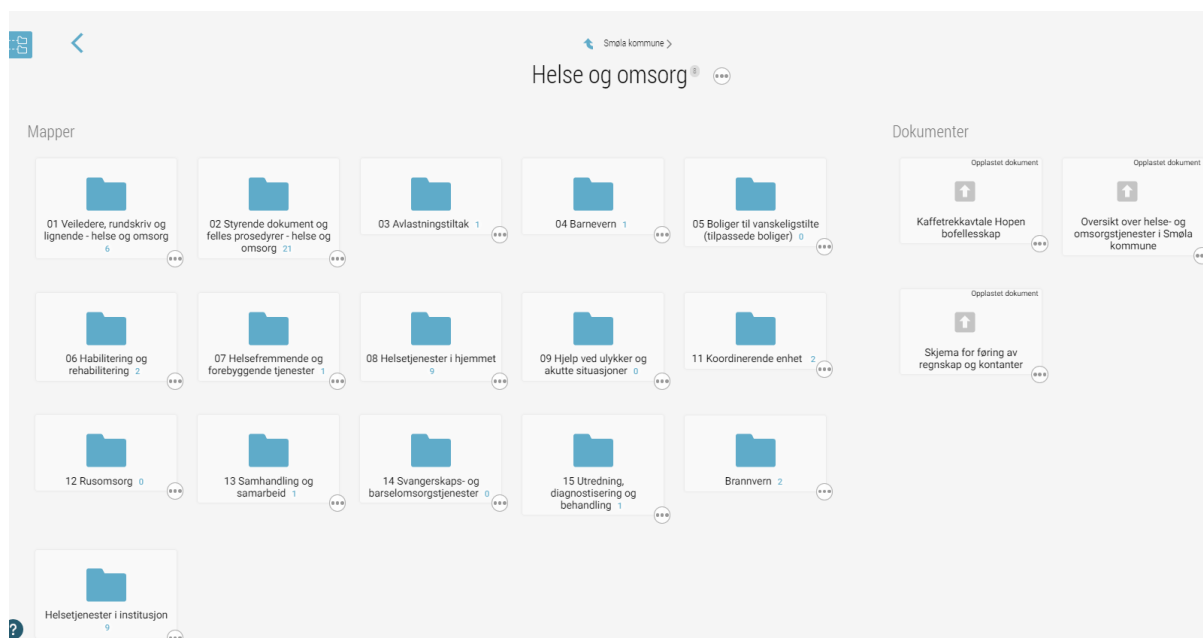 Smøla kommune >
Helse og omsorg
Mapper
Dokumenter
01 Veiledere, rundskriv og
lignende - helse og omsorg
6
02 Styrende dokument og
felles prosedyrer - helse og
omsorg 21
03 Avlastningstiltak 1
04 Barnevern 1
05 Boliger til vanskeligstilte
(tilpassede boliger) 0
Opplastet dokument
Kaffetrekkavtale Hopen
bofellesskap
Opplastet dokument
Oversikt over helse- og
omsorgstjenester i Smøla
kommune
06 Habilitering og
rehabilitering 2
07 Helsefremmende og
forebyggende tjenester 1
08 Helsetjenester i hjemmet
9
09 Hjelp ved ulykker og
akutte situasjoner 0
11 Koordinerende enhet 2
Opplastet dokument
Skjema for føring av
regnskap og kontanter
12 Rusomsorg 0
13 Samhandling og
samarbeid 1
14 Svangerskaps- og
barselomsorgstjenester 0
15 Utredning,
diagnostisering og
behandling 1
Brannvern 2
Helsetjenester i institusjon
9
?